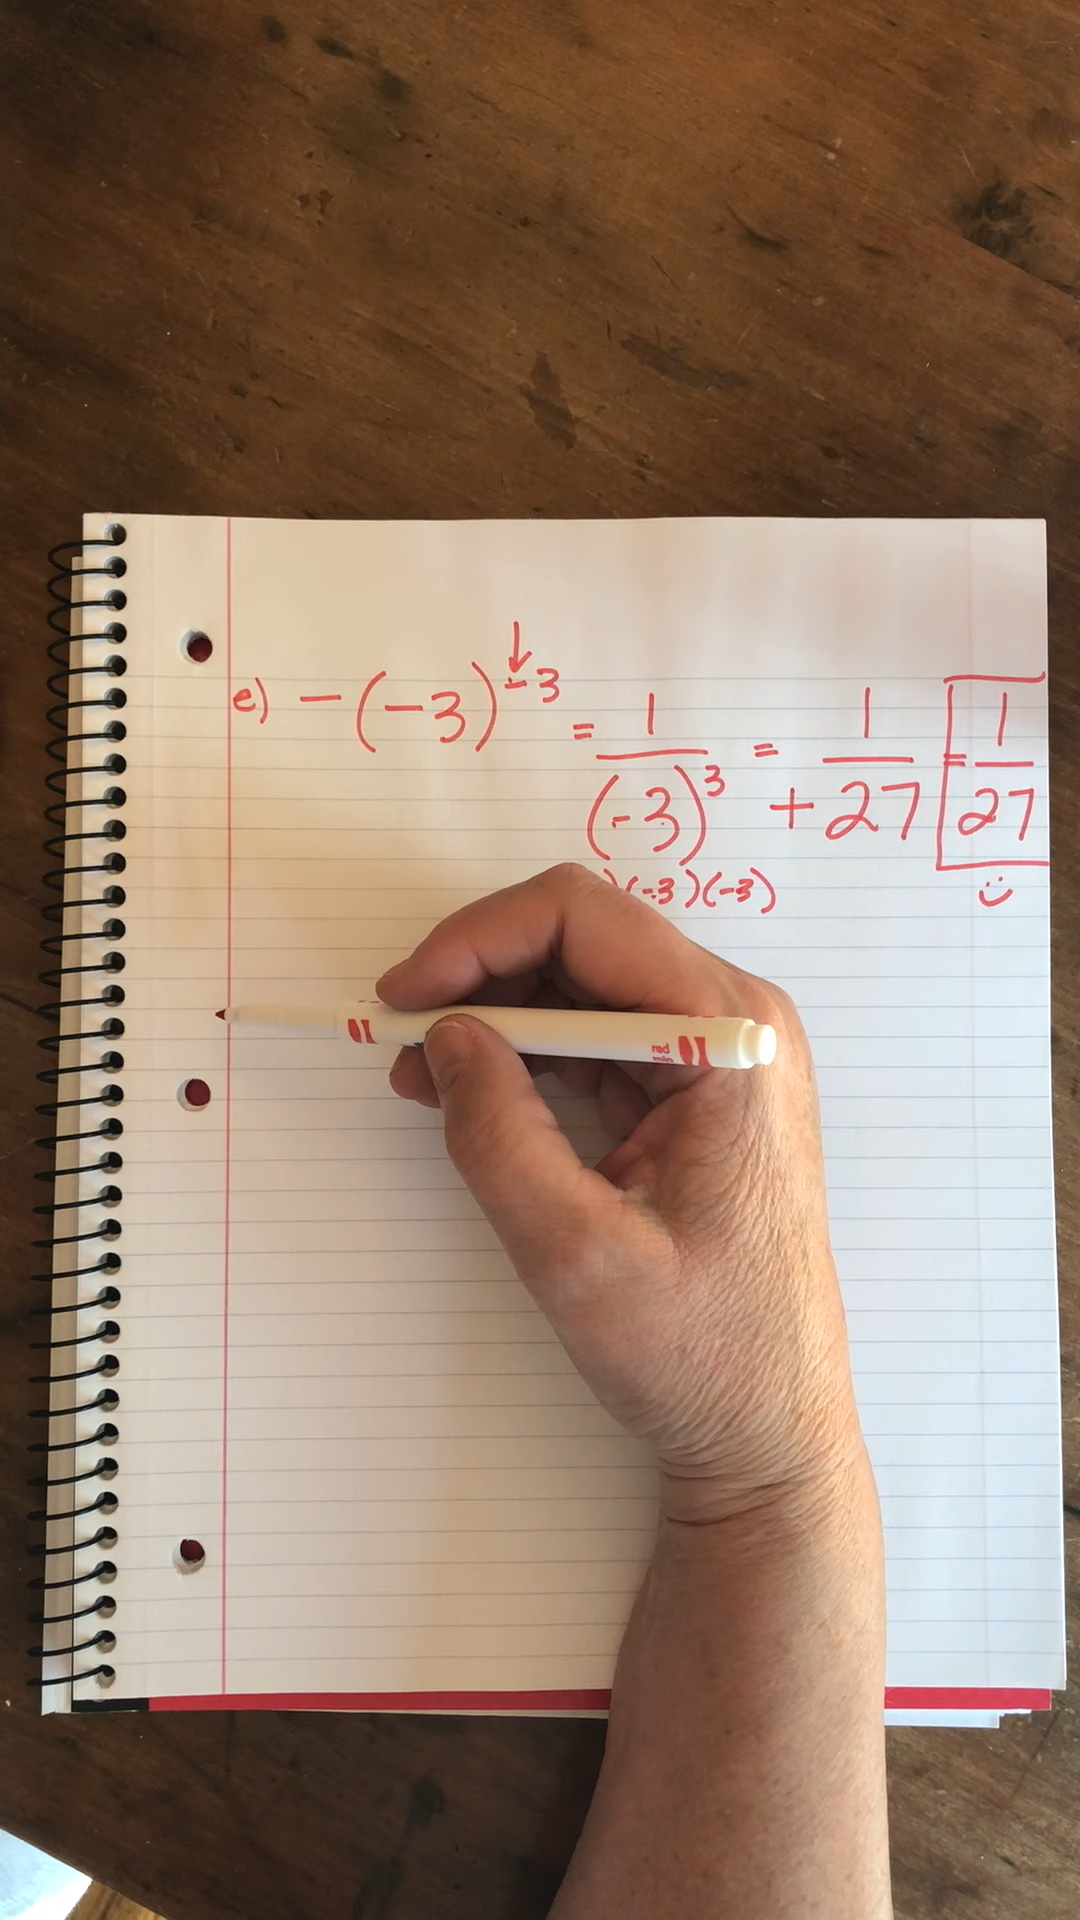 e) -(-3)^-3 = 1/(-3)^3 = 1/+27 = 1/27
)(-3)(-3)
red